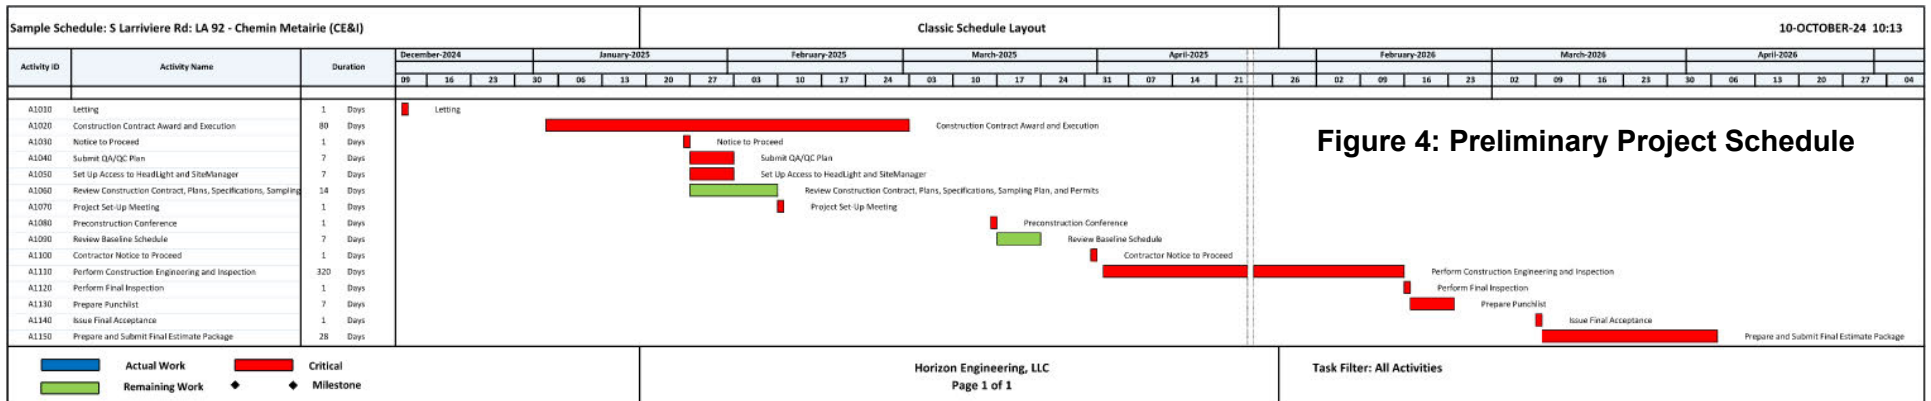 Sample Schedule: S Larriviere Rd: LA 92 - Chemin Metairie (CE&I) Classic Schedule Layout 10-OCTOBER-24 10:13
Activity ID Activity Name Duration December-2024 January-2025 February-2025 March-2025 April-2025 February-2026 March-2026 April-2026
09 16 23 30 06 13 20 27 03 10 17 24 03 10 17 24 31 07 14 21 26 02 09 16 23 02 09 16 23 30 06 13 20 27 04
A1010 Letting 1 Days Letting
A1020 Construction Contract Award and Execution 80 Days Construction Contract Award and Execution
Figure 4: Preliminary Project Schedule
A1030 Notice to Proceed 1 Days Notice to Proceed
A1040 Submit QA/QC Plan 7 Days Submit QA/QC Plan
A1050 Set Up Access to HeadLight and SiteManager 7 Days Set Up Access to HeadLight and SiteManager
A1060 Review Construction Contract, Plans, Specifications, Sampling 14 Days Review Construction Contract, Plans, Specifications, Sampling Plan, and Permits
A1070 Project Set-Up Meeting 1 Days Project Set-Up Meeting
A1080 Preconstruction Conference 1 Days Preconstruction Conference
A1090 Review Baseline Schedule 7 Days Review Baseline Schedule
A1100 Contractor Notice to Proceed 1 Days Contractor Notice to Proceed
A1110 Perform Construction Engineering and Inspection 320 Days Perform Construction Engineering and Inspection
A1120 Perform Final Inspection 1 Days Perform Final Inspection
A1130 Prepare Punchlist 7 Days Prepare Punchlist
A1140 Issue Final Acceptance 1 Days Issue Final Acceptance
A1150 Prepare and Submit Final Estimate Package 28 Days Prepare and Submit Final Estimate Package
Actual Work Critical Horizon Engineering, LLC Task Filter: All Activities
Remaining Work Milestone Page 1 of 1